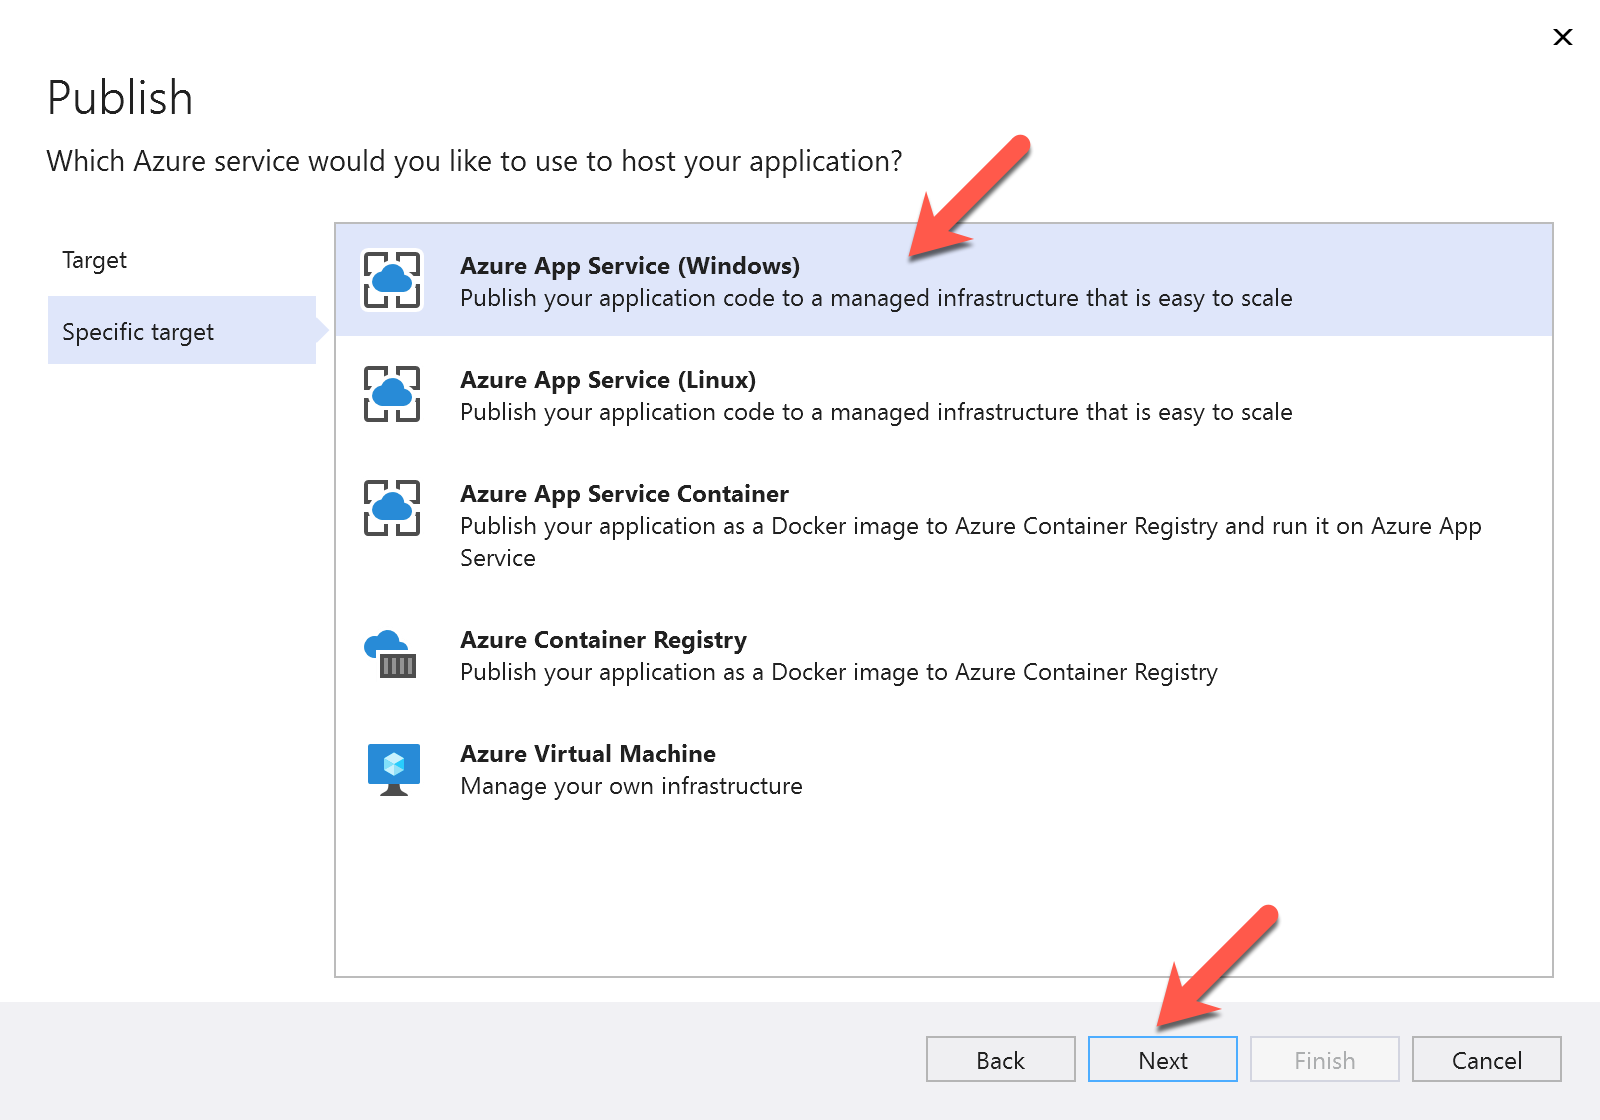 Publish
Which Azure service would you like to use to host your application?
Target
Specific target
Azure App Service (Windows)
Publish your application code to a managed infrastructure that is easy to scale
Azure App Service (Linux)
Publish your application code to a managed infrastructure that is easy to scale
Azure App Service Container
Publish your application as a Docker image to Azure Container Registry and run it on Azure App
Service
Azure Container Registry
Publish your application as a Docker image to Azure Container Registry
Azure Virtual Machine
Manage your own infrastructure
Back
Next
Finish
Cancel